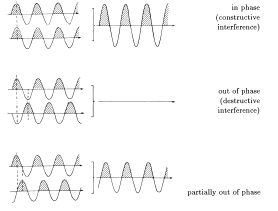 in phase
(constructive
interference)
out of phase
(destructive
interference)
partially out of phase